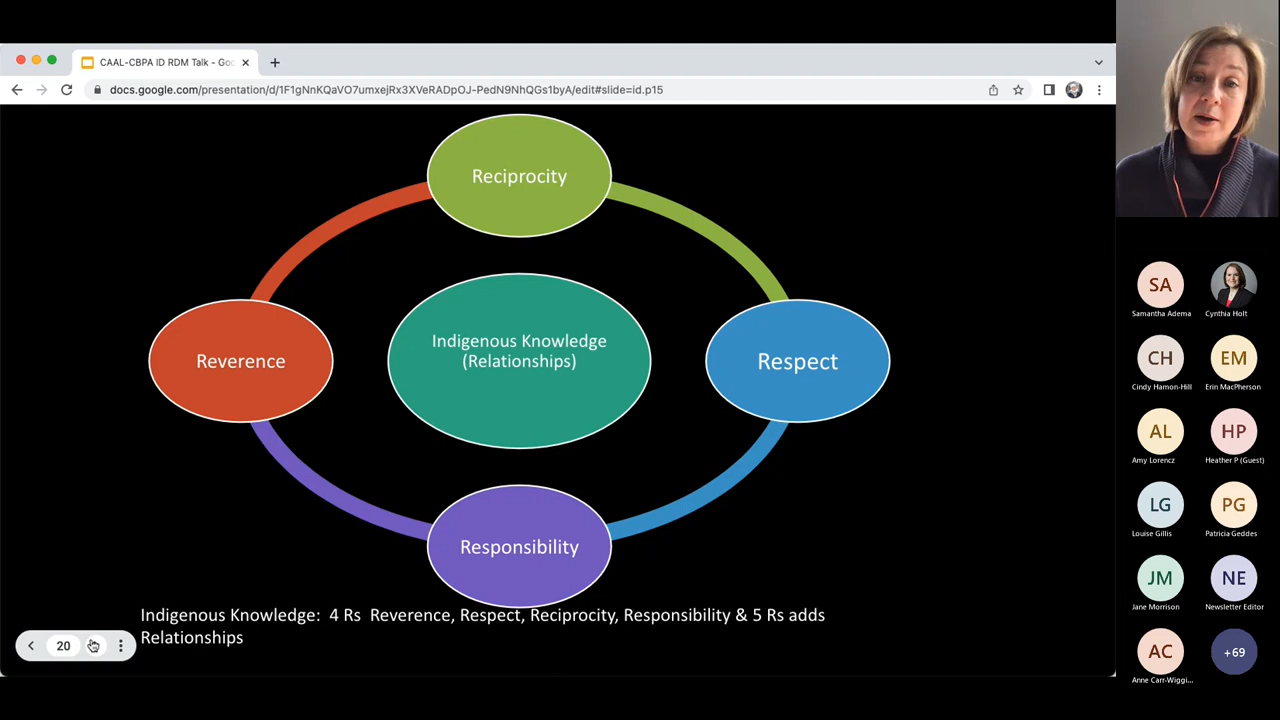 CAAL-CBPA ID RDM Talk - Goo
docs.google.com/presentation/d/1F1gNnKQaVO7umxejRx3XVeRADpOJ-PedN9NhQGs1byA/edit#slide=id.p15
Reciprocity
Reverence
Indigenous Knowledge
(Relationships)
Respect
Responsibility
Indigenous Knowledge: 4 Rs Reverence, Respect, Reciprocity, Responsibility & 5 Rs adds
Relationships
20
SA
Samantha Adema
Cynthia Holt
CH
Cindy Hamon-Hill
EM
Erin MacPherson
AL
Amy Lorencz
HP
Heather P (Guest)
LG
Louise Gillis
PG
Patricia Geddes
JM
Jane Morrison
NE
Newsletter Editor
AC
Anne Carr-Wiggi...
+69